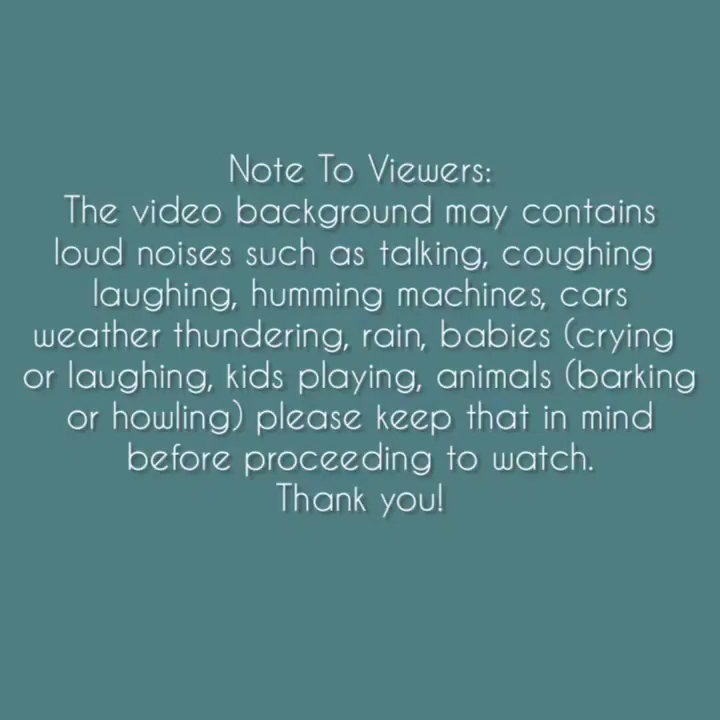 Note To Viewers:
The video background may contains
loud noises such as talking, coughing
laughing, humming machines, cars
weather thundering, rain, babies (crying
or laughing, kids playing, animals (barking
or howling) please keep that in mind
before proceeding to watch.
Thank you!